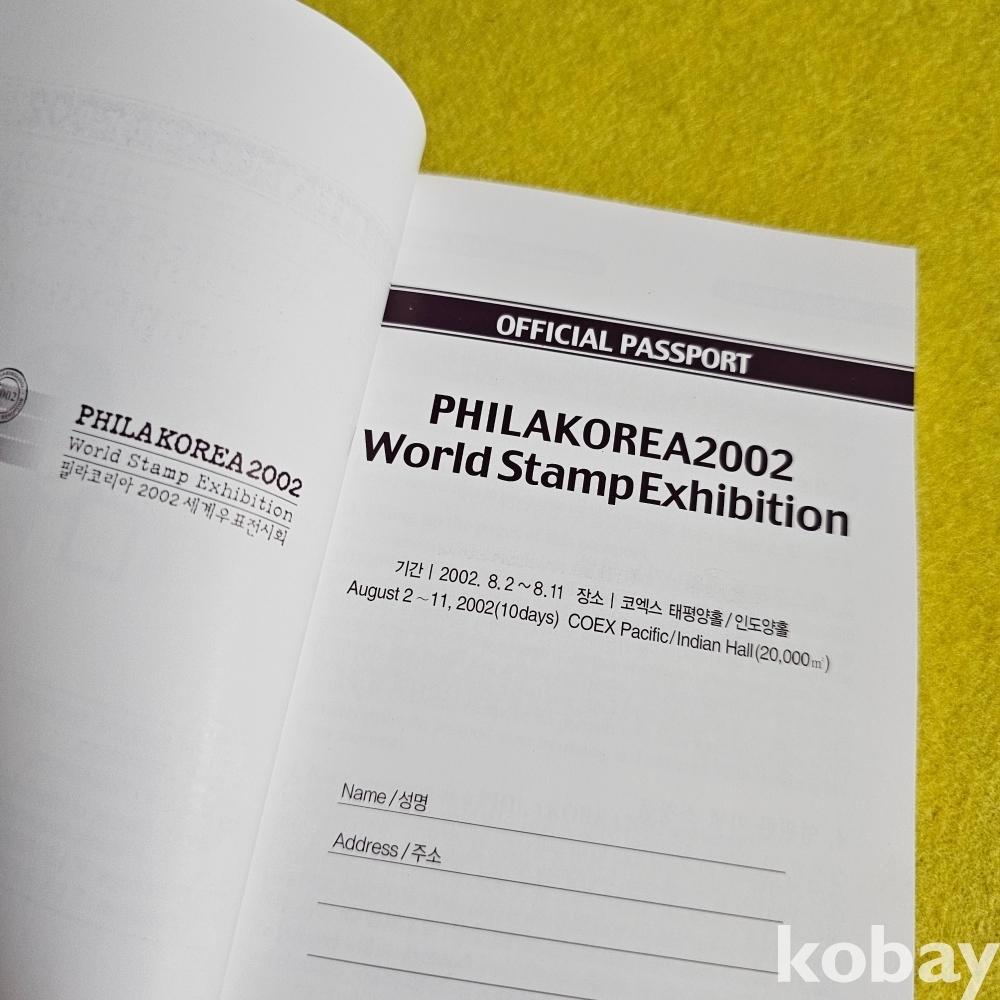 PHILAKOREA2002
World Stamp Exhibition
필라코리아 2002 세계우표전시회
OFFICIAL PASSPORT
PHILAKOREA2002
World Stamp Exhibition
기간 | 2002. 8. 2~8.11 장소 | 코엑스 태평양홀/인도양홀
August 2~11, 2002(10days) COEX Pacific/Indian Hall(20,000㎡)
Name/성명
Address/주소
kobay